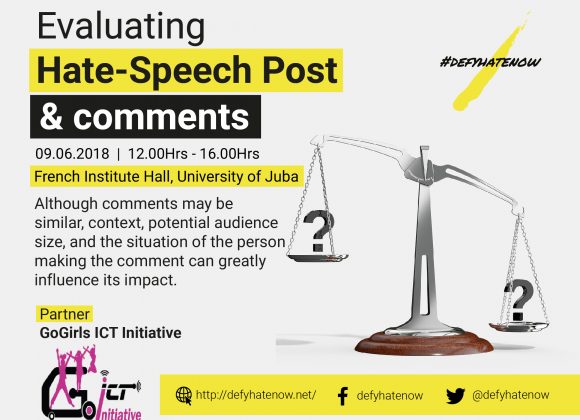 Evaluating
Hate-Speech Post
& comments
#DEFYHATENOW
09.06.2018 | 12.00Hrs - 16.00Hrs
French Institute Hall, University of Juba
Although comments may be
similar, context, potential audience
size, and the situation of the person
making the comment can greatly
influence its impact.
?
?
Partner
GoGirls ICT Initiative
G ICT
initiative
http://defyhatenow.net/
defyhatenow
@defyhatenow